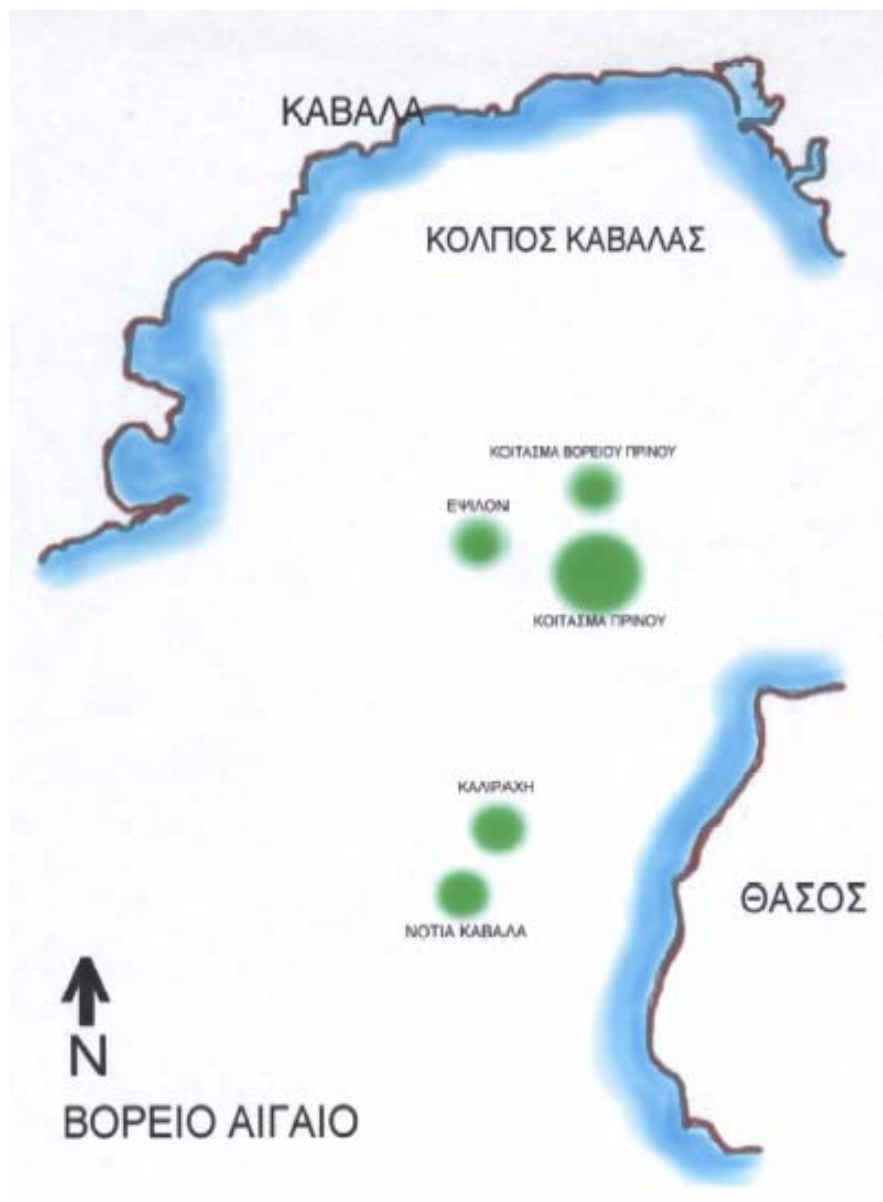 ΚΑΒΑΛΑ
ΚΟΛΠΟΣ ΚΑΒΑΛΑΣ
ΚΟΙΤΑΣΜΑ ΒΟΡΕΙΟΥ ΠΡΙΝΟΥ
ΕΨΙΛΟΝ
ΚΟΙΤΑΣΜΑ ΠΡΙΝΟΥ
ΚΑΛΙΡΑΧΗ
ΘΑΣΟΣ
ΝΟΤΙΑ ΚΑΒΑΛΑ
N
ΒΟΡΕΙΟ ΑΙΓΑΙΟ